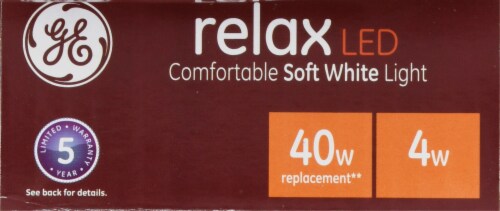 GE
relax LED
Comfortable Soft White Light
LIMITED • WARRANTY
5
• YEAR •
See back for details.
40w
replacement**
4w